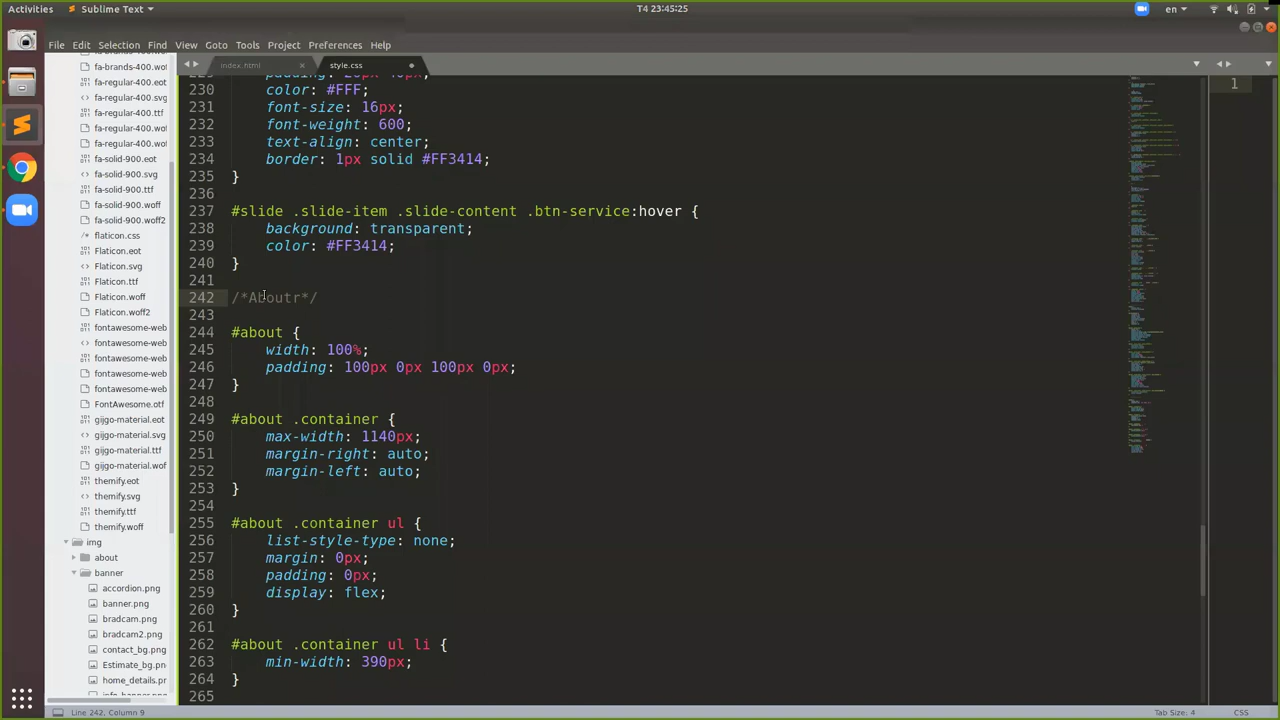 Activities
Sublime Text
T4 23:45:25
en
File Edit Selection Find View Goto Tools Project Preferences Help
index.html
style.css
fa-brands-400.wof
fa-regular-400.eot
fa-regular-400.svg
fa-regular-400.ttf
fa-regular-400.wo
fa-regular-400.wo
fa-solid-900.eot
fa-solid-900.svg
fa-solid-900.ttf
fa-solid-900.woff
fa-solid-900.woff2
flaticon.css
Flaticon.eot
Flaticon.svg
Flaticon.ttf
Flaticon.woff
Flaticon.woff2
fontawesome-web
fontawesome-web
fontawesome-web
fontawesome-web
fontawesome-web
FontAwesome.otf
gijgo-material.eot
gijgo-material.svg
gijgo-material.ttf
gijgo-material.wof
themify.eot
themify.svg
themify.ttf
themify.woff
img
about
banner
accordion.png
banner.png
bradcam.png
bradcam2.png
contact_bg.png
Estimate_bg.pn
home_details.pr
230 color: #FFF;
231 font-size: 16px;
232 font-weight: 600;
233 text-align: center;
234 border: 1px solid #FF3414;
235 }
236
237 #slide .slide-item .slide-content .btn-service:hover {
238 background: transparent;
239 color: #FF3414;
240 }
241
242 /*Aboutr*/
243
244 #about {
245 width: 100%;
246 padding: 100px 0px 100px 0px;
247 }
248
249 #about .container {
250 max-width: 1140px;
251 margin-right: auto;
252 margin-left: auto;
253 }
254
255 #about .container ul {
256 list-style-type: none;
257 margin: 0px;
258 padding: 0px;
259 display: flex;
260 }
261
262 #about .container ul li {
263 min-width: 390px;
264 }
265
1
Line 242, Column 9
Tab Size: 4
CSS